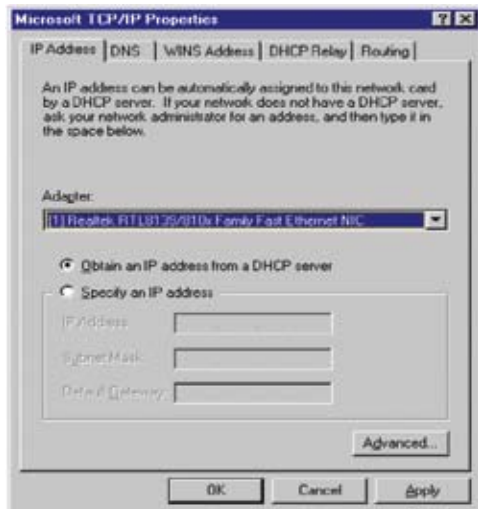 Microsoft TCP/IP Properties
IP Address DNS WINS Address DHCP Relay Routing
An IP address can be automatically assigned to this network card
by a DHCP server. If your network does not have a DHCP server,
ask your network administrator for an address, and then type it in
the space below.
Adapter:
[1] Realtek RTL8139/810x Family Fast Ethernet NIC
Obtain an IP address from a DHCP server
Specify an IP address
IP Address:
Subnet Mask:
Default Gateway:
Advanced...
OK Cancel Apply